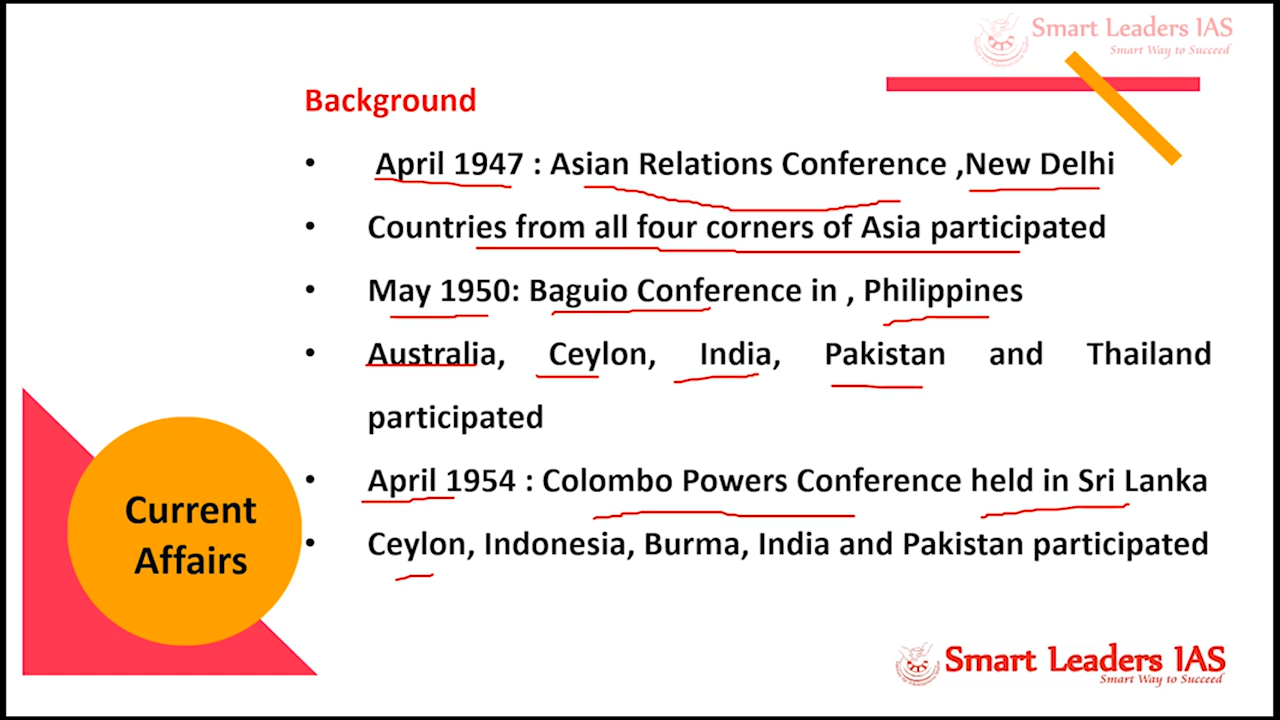 Smart Leaders IAS
Smart Way to Succeed
Background
• April 1947 : Asian Relations Conference ,New Delhi
• Countries from all four corners of Asia participated
• May 1950: Baguio Conference in , Philippines
• Australia, Ceylon, India, Pakistan and Thailand
participated
• April 1954 : Colombo Powers Conference held in Sri Lanka
• Ceylon, Indonesia, Burma, India and Pakistan participated
Current
Affairs
Smart Leaders IAS
Smart Way to Succeed